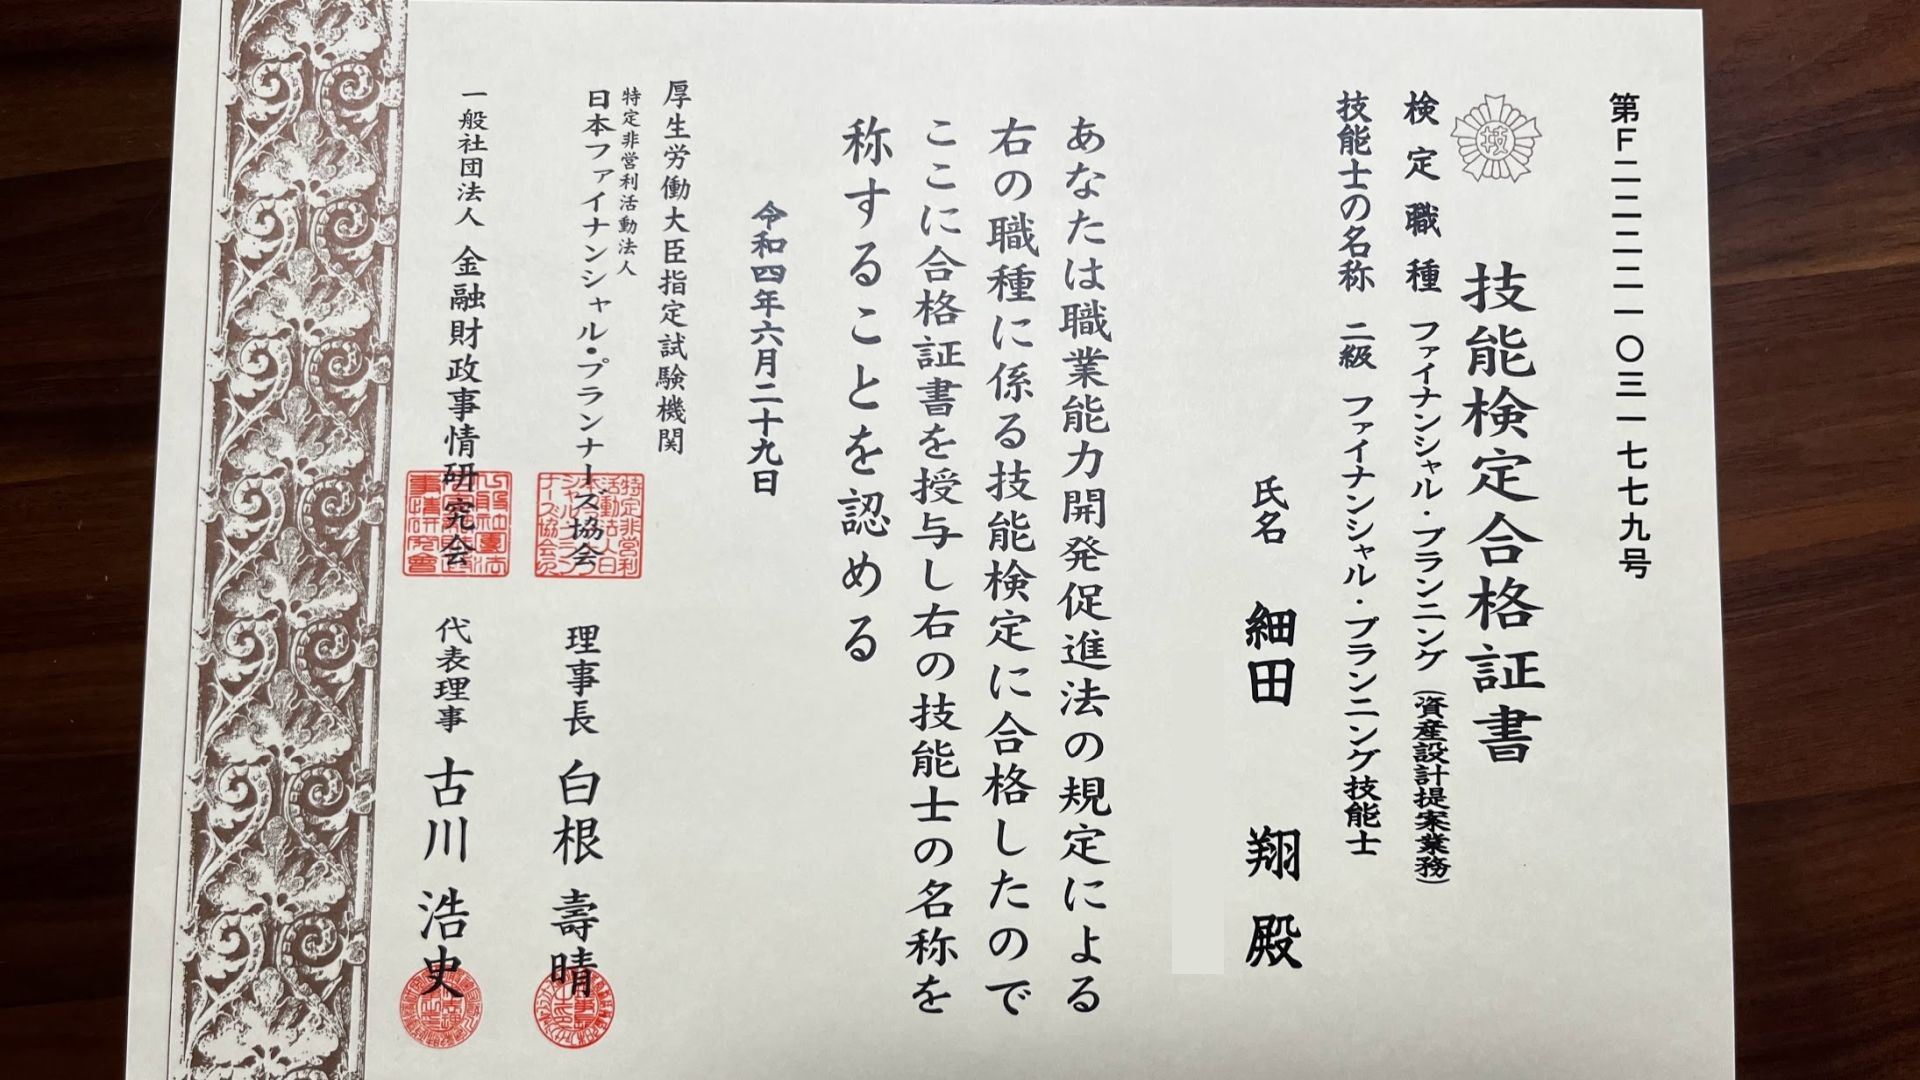 第F二二二二一〇三一七七九号
技能検定合格証書
技
検定職種 ファイナンシャル・プランニング (資産設計提案業務)
技能士の名称 二級 ファイナンシャル・プランニング技能士
氏名 細田 翔 殿
あなたは職業能力開発促進法の規定による
右の職種に係る技能検定に合格したので
ここに合格証書を授与し右の技能士の名称を
称することを認める
令和四年六月二十九日
厚生労働大臣指定試験機関
特定非営利活動法人
日本ファイナンシャル・プランナーズ協会 理事長 白根 壽晴
一般社団法人 金融財政事情研究会 代表理事 古川 浩史